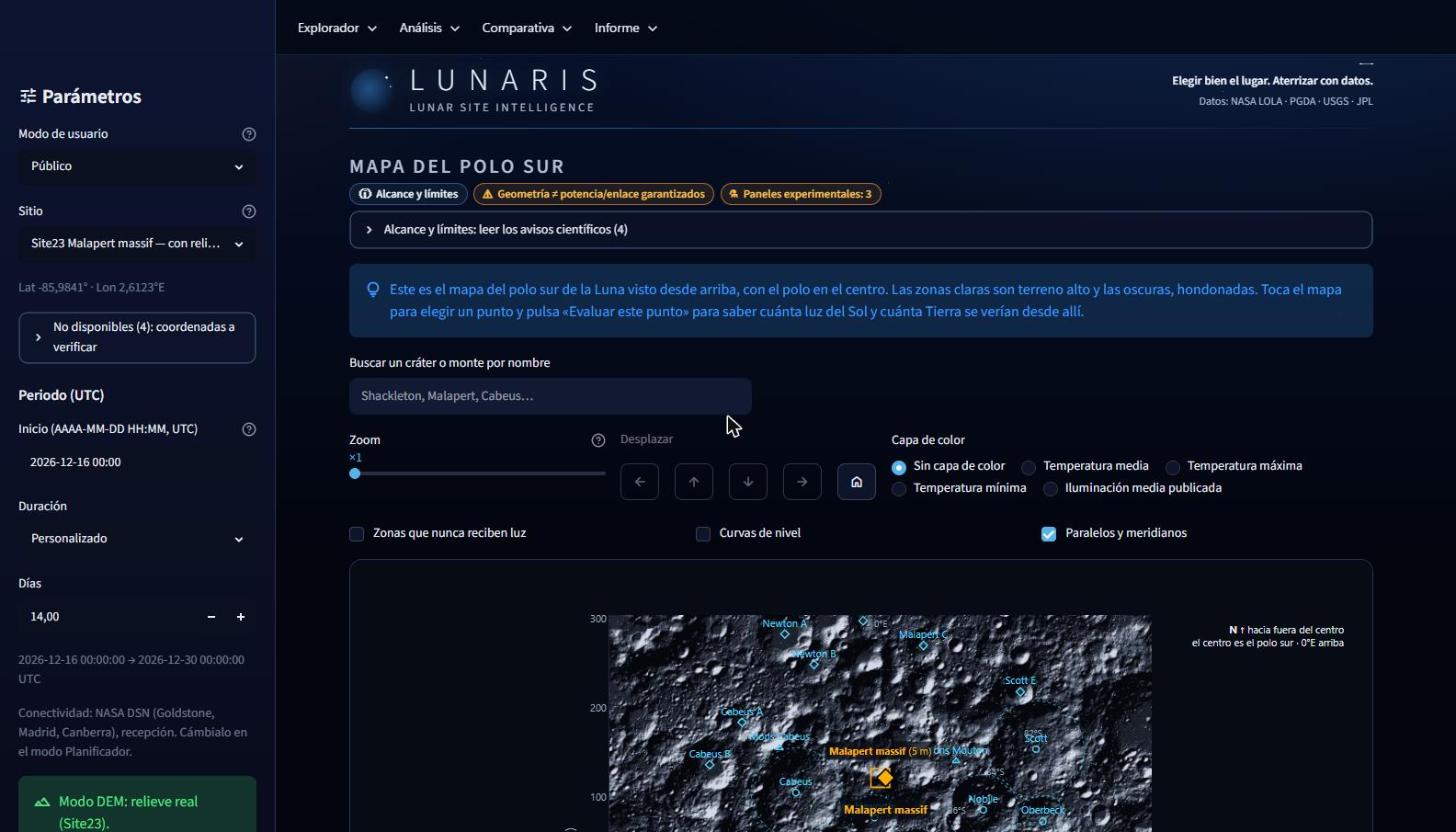 Explorador
Análisis
Comparativa
Informe
Parámetros
Modo de usuario
Público
Sitio
Site23 Malapert massif — con reli…
Lat -85,9841° · Lon 2,6123°E
No disponibles (4): coordenadas a
verificar
Periodo (UTC)
Inicio (AAAA-MM-DD HH:MM, UTC)
2026-12-16 00:00
Duración
Personalizado
Días
14,00
2026-12-16 00:00:00 → 2026-12-30 00:00:00
UTC
Conectividad: NASA DSN (Goldstone,
Madrid, Canberra), recepción. Cámbialo en
el modo Planificador.
Modo DEM: relieve real
(Site23).
LUNARIS
LUNAR SITE INTELLIGENCE
Elegir bien el lugar. Aterrizar con datos.
Datos: NASA LOLA · PGDA · USGS · JPL
MAPA DEL POLO SUR
Alcance y límites
Geometría ≠ potencia/enlace garantizados
Paneles experimentales: 3
Alcance y límites: leer los avisos científicos (4)
Este es el mapa del polo sur de la Luna visto desde arriba, con el polo en el centro. Las zonas claras son terreno alto y las oscuras, hondonadas. Toca el mapa
para elegir un punto y pulsa «Evaluar este punto» para saber cuánta luz del Sol y cuánta Tierra se verían desde allí.
Buscar un cráter o monte por nombre
Shackleton, Malapert, Cabeus…
Zoom
×1
Desplazar
← ↑ ↓ →
Capa de color
Sin capa de color
Temperatura media
Temperatura máxima
Temperatura mínima
Iluminación media publicada
Zonas que nunca reciben luz
Curvas de nivel
Paralelos y meridianos
300
Newton A
0°E
Malapert C
N ↑ hacia fuera del centro
el centro es el polo sur · 0°E arriba
Newton B
Scott E
200
Cabeus A
82°S
Scott
Mons Cabeus
Cabeus B
Malapert massif (5 m)
ons Mouton
84°S
Cabeus
100
Malapert massif
Nobile
6°S
Oberbeck